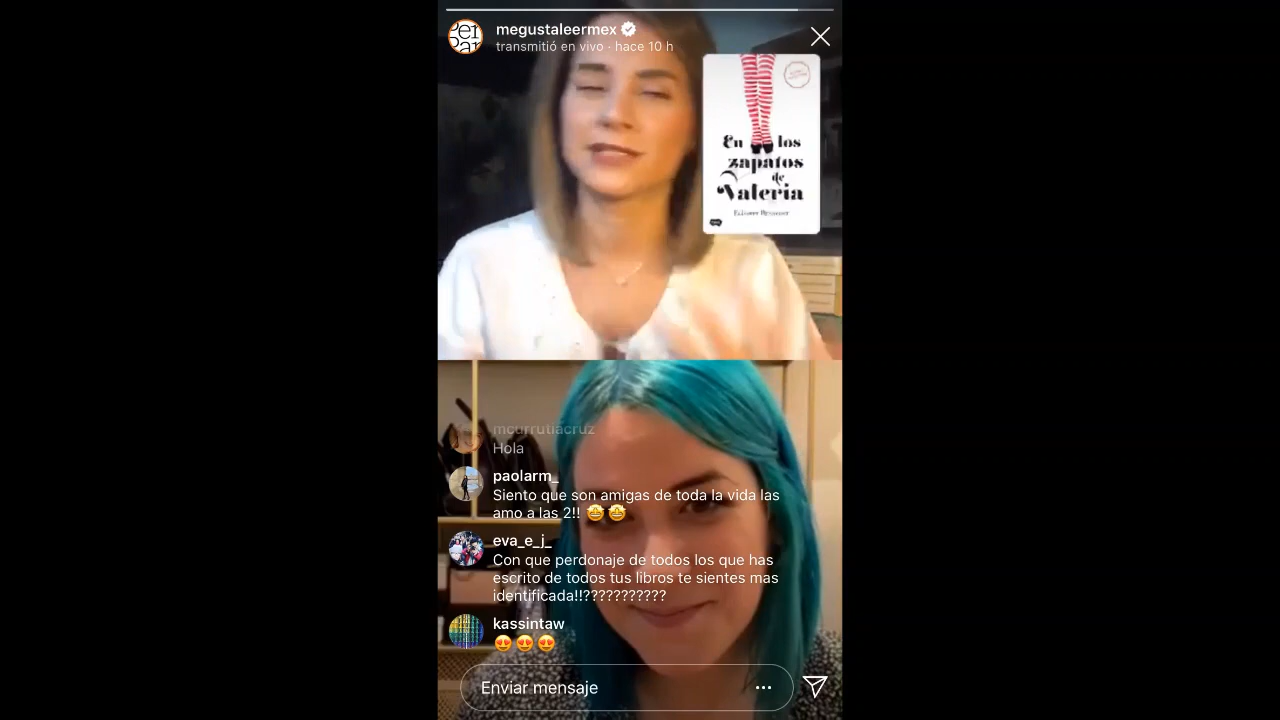 megustaleermex
transmitió en vivo · hace 10 h
En los
zapatos
de
Valeria
mcurrutiacruz
Hola
paolarm_
Siento que son amigas de toda la vida las
amo a las 2!! 🤩🤩
eva_e_j_
Con que perdonaje de todos los que has
escrito de todos tus libros te sientes mas
identificada!!???????????
kassintaw
😍😍😍
Enviar mensaje